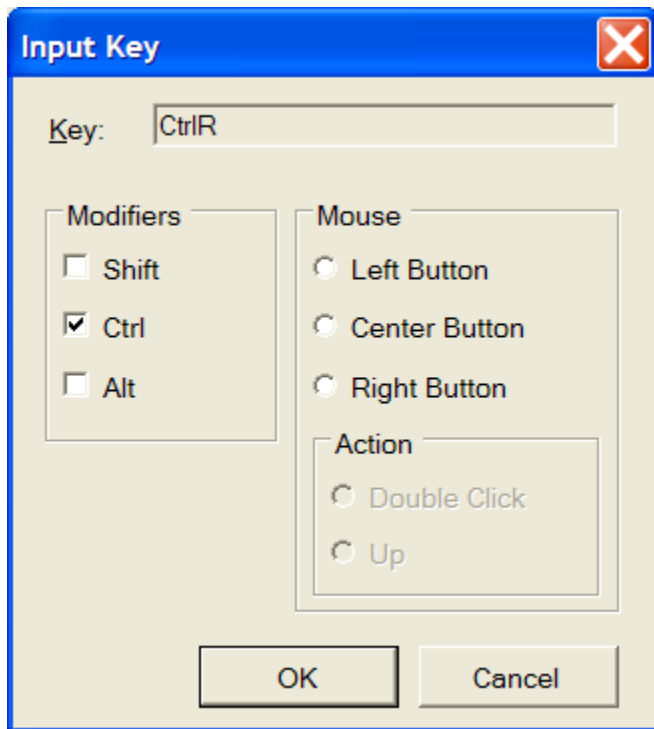 Input Key
Key: CtrlR
Modifiers
Shift
Ctrl
Alt
Mouse
Left Button
Center Button
Right Button
Action
Double Click
Up
OK Cancel